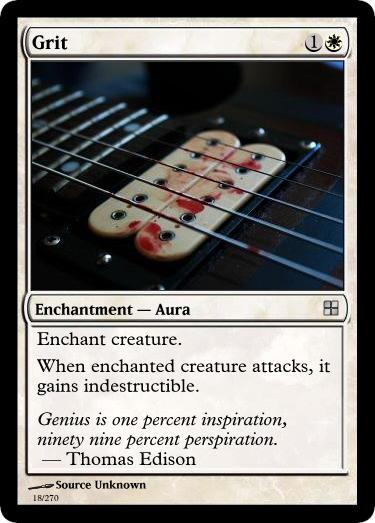 Grit 1
Enchantment — Aura
Enchant creature.
When enchanted creature attacks, it
gains indestructible.
Genius is one percent inspiration,
ninety nine percent perspiration.
— Thomas Edison
Source Unknown
18/270